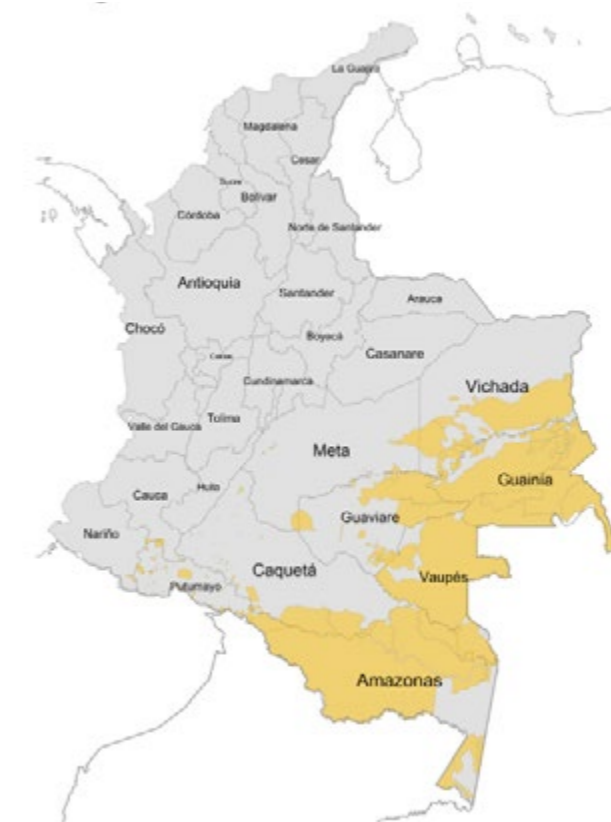 La Guajira
Magdalena
Cesar
Sucre
Bolívar
Córdoba
Norte de Santander
Antioquia
Santander
Arauca
Chocó
Boyacá
Caldas
Casanare
Cundinamarca
Vichada
Valle del Cauca
Tolima
Meta
Guainía
Huila
Cauca
Guaviare
Nariño
Caquetá
Vaupés
Putumayo
Amazonas